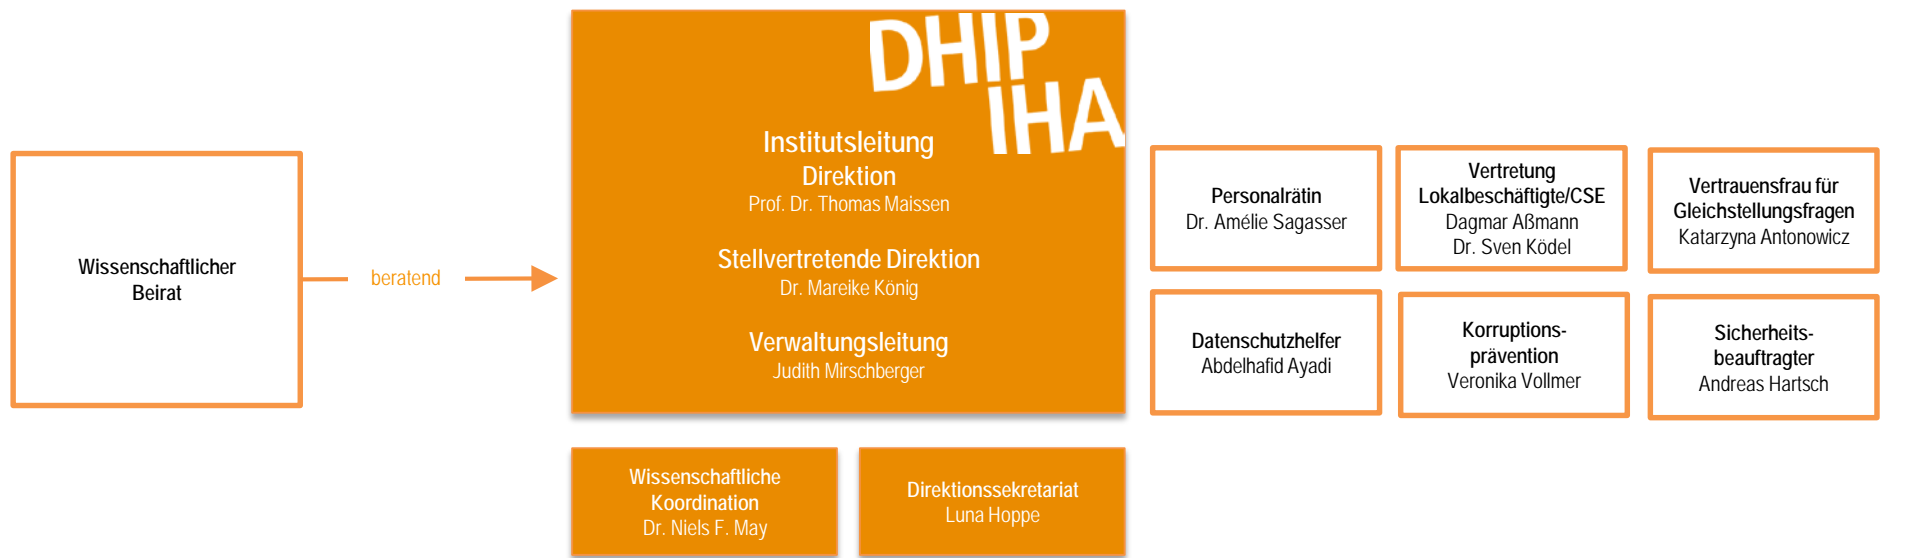 DHIP
IHA
Institutsleitung
Direktion
Prof. Dr. Thomas Maissen
Stellvertretende Direktion
Dr. Mareike König
Verwaltungsleitung
Judith Mirschberger
Wissenschaftlicher
Beirat
beratend
Personalrätin
Dr. Amélie Sagasser
Vertretung
Lokalbeschäftigte/CSE
Dagmar Aßmann
Dr. Sven Ködel
Vertrauensfrau für
Gleichstellungsfragen
Katarzyna Antonowicz
Datenschutzhelfer
Abdelhafid Ayadi
Korruptions-
prävention
Veronika Vollmer
Sicherheits-
beauftragter
Andreas Hartsch
Wissenschaftliche
Koordination
Dr. Niels F. May
Direktionssekretariat
Luna Hoppe